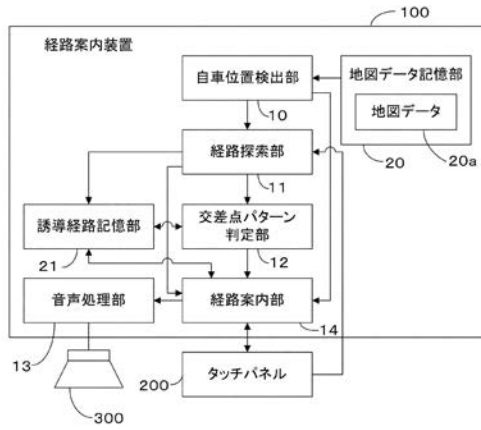 100
経路案内装置
自車位置検出部
10
地図データ記憶部
地図データ
20
20a
経路探索部
11
誘導経路記憶部
21
交差点パターン
判定部
12
音声処理部
13
経路案内部
14
300
200
タッチパネル